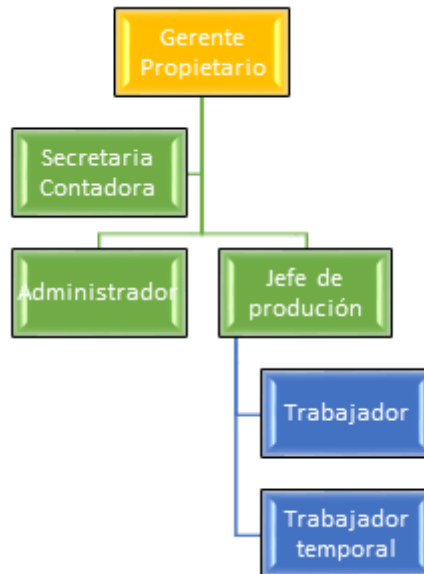 Gerente
Propietario
Secretaria
Contadora
Administrador
Jefe de
produción
Trabajador
Trabajador
temporal